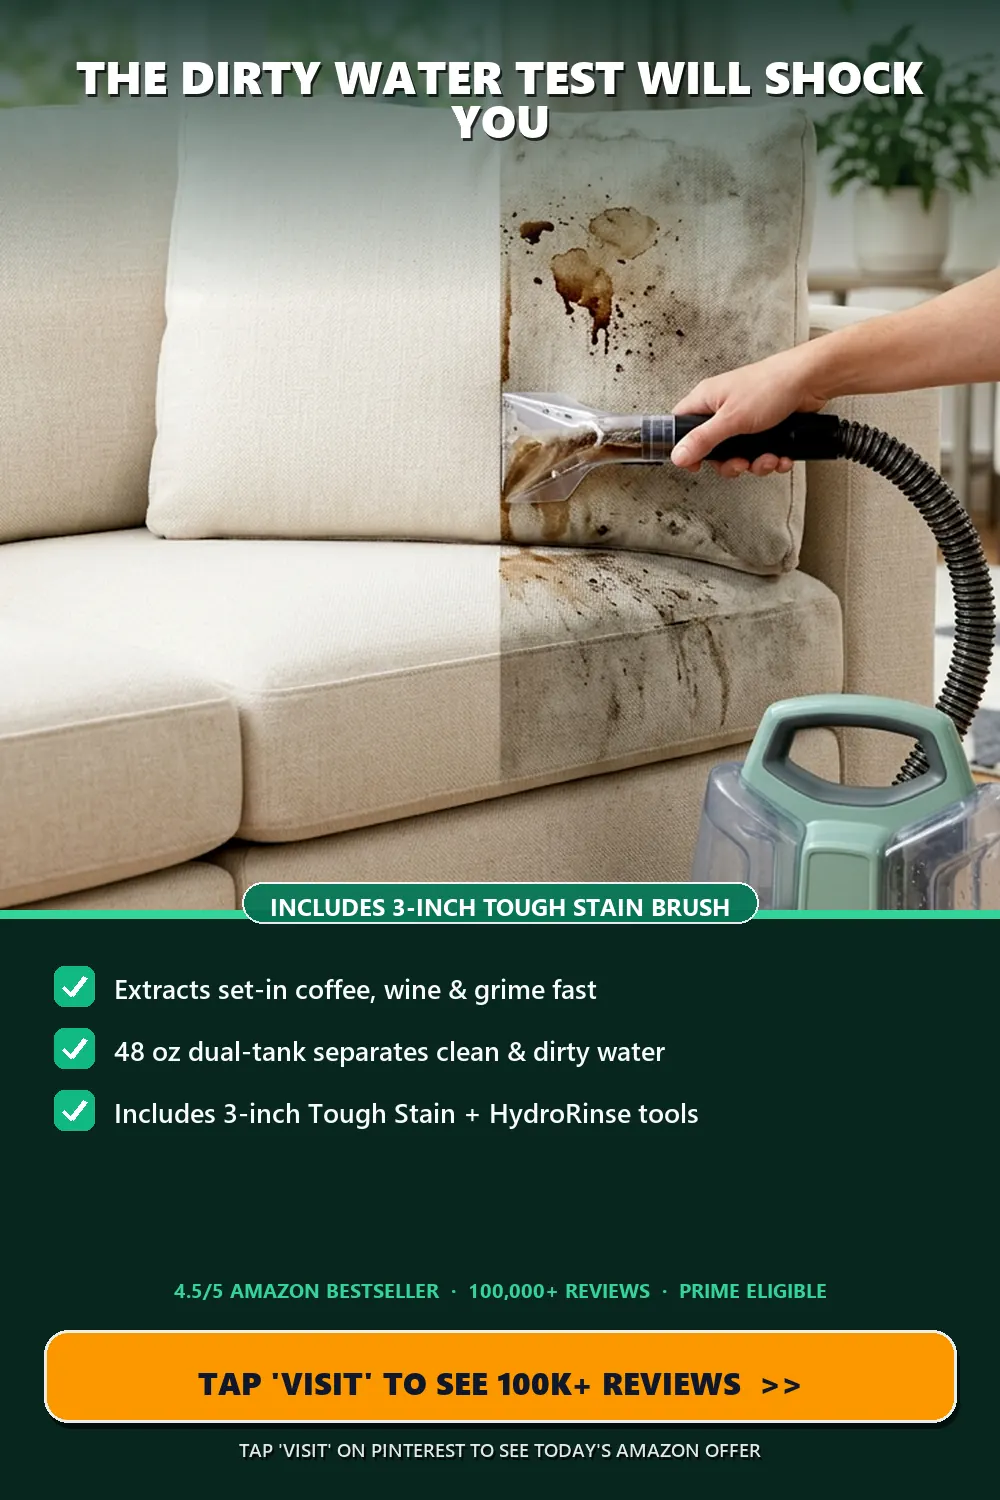 THE DIRTY WATER TEST WILL SHOCK
YOU
INCLUDES 3-INCH TOUGH STAIN BRUSH
Extracts set-in coffee, wine & grime fast
48 oz dual-tank separates clean & dirty water
Includes 3-inch Tough Stain + HydroRinse tools
4.5/5 AMAZON BESTSELLER · 100,000+ REVIEWS · PRIME ELIGIBLE
TAP 'VISIT' TO SEE 100K+ REVIEWS >>
TAP 'VISIT' ON PINTEREST TO SEE TODAY'S AMAZON OFFER